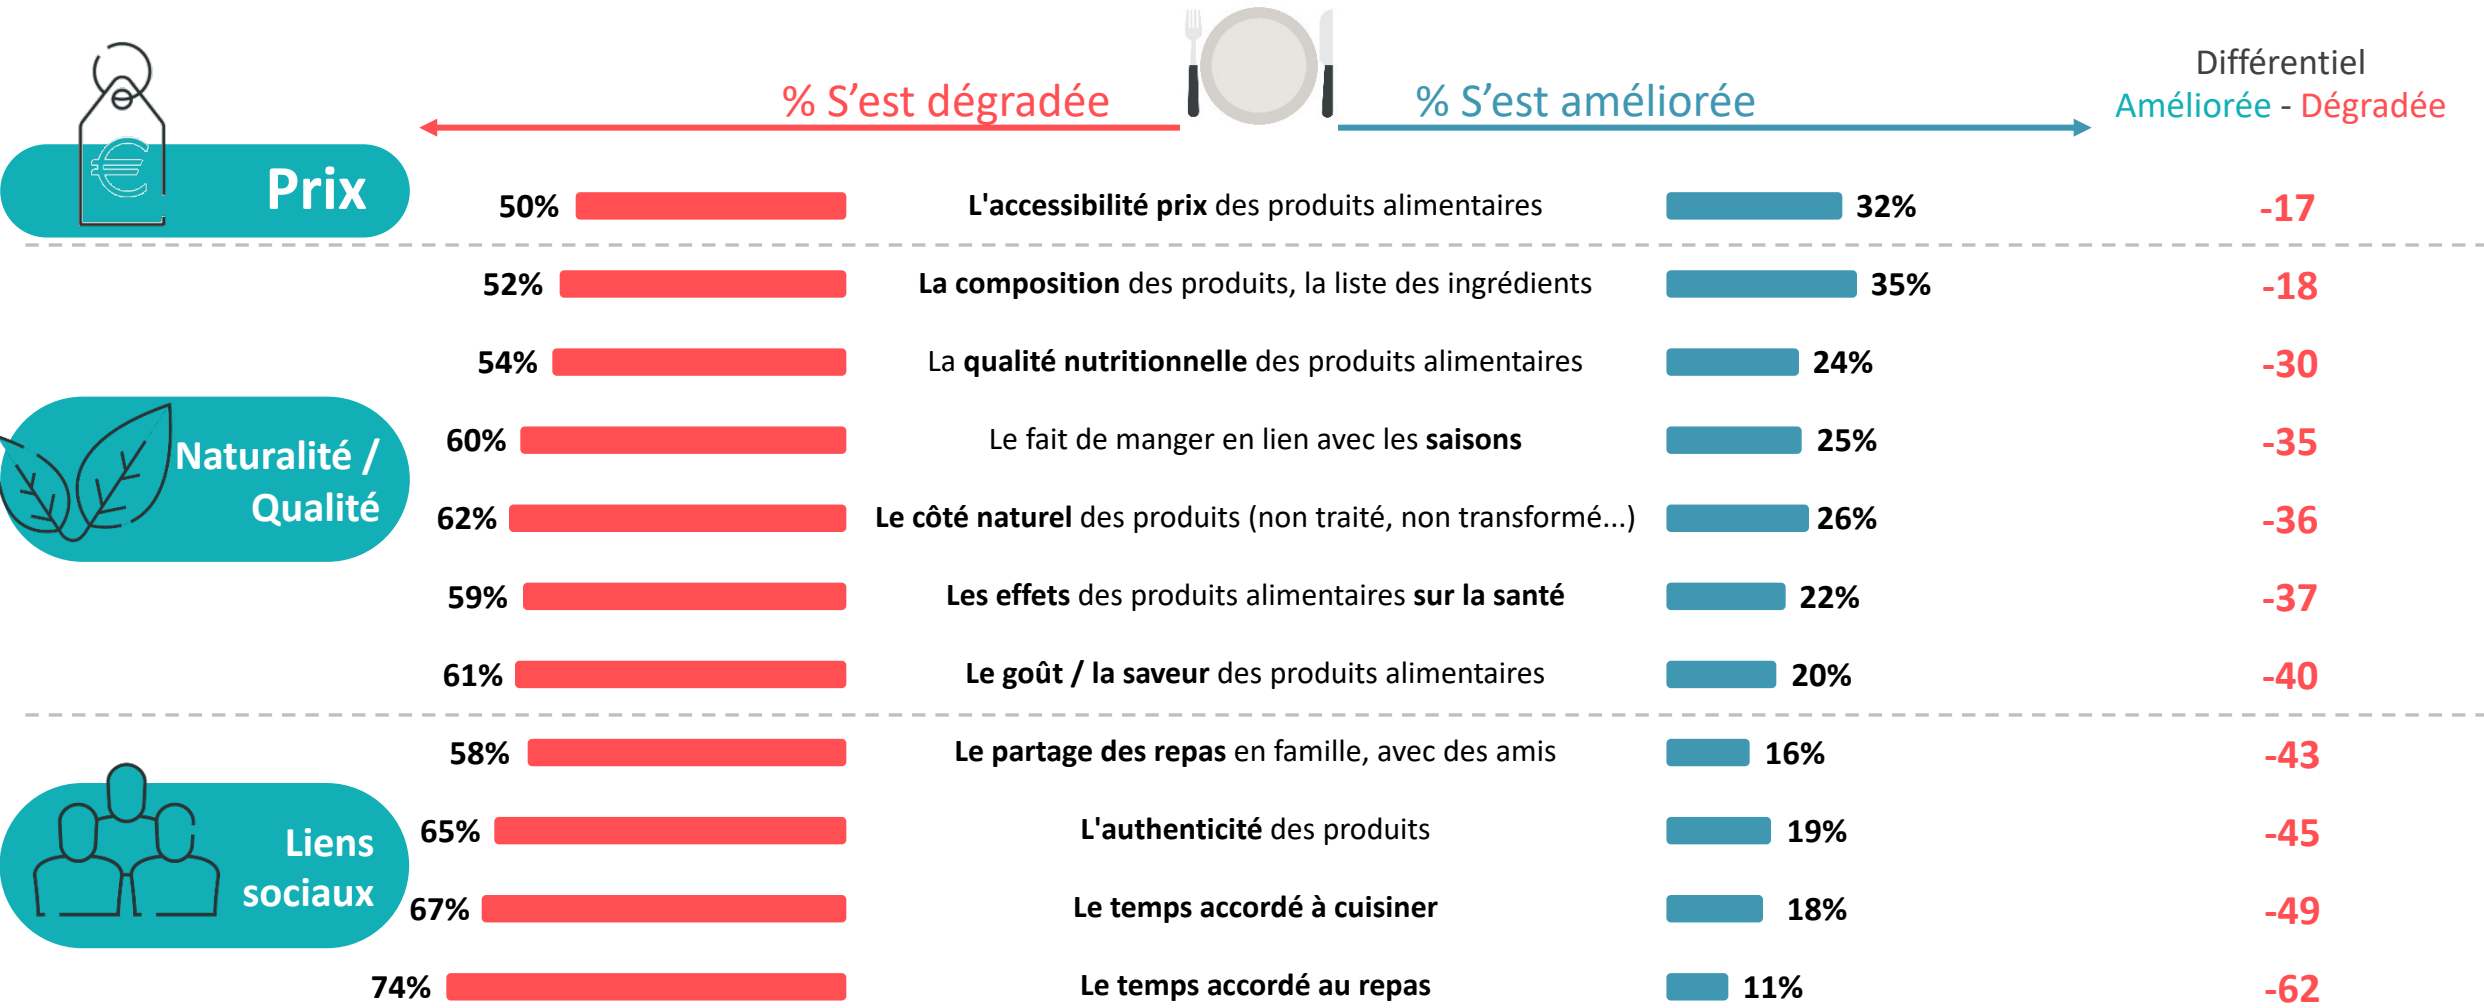 % S'est dégradée
% S'est améliorée
Différentiel
Améliorée - Dégradée
Prix
50% L'accessibilité prix des produits alimentaires 32% -17
52% La composition des produits, la liste des ingrédients 35% -18
54% La qualité nutritionnelle des produits alimentaires 24% -30
Naturalité /
Qualité
60% Le fait de manger en lien avec les saisons 25% -35
62% Le côté naturel des produits (non traité, non transformé...) 26% -36
59% Les effets des produits alimentaires sur la santé 22% -37
61% Le goût / la saveur des produits alimentaires 20% -40
58% Le partage des repas en famille, avec des amis 16% -43
Liens
sociaux
65% L'authenticité des produits 19% -45
67% Le temps accordé à cuisiner 18% -49
74% Le temps accordé au repas 11% -62